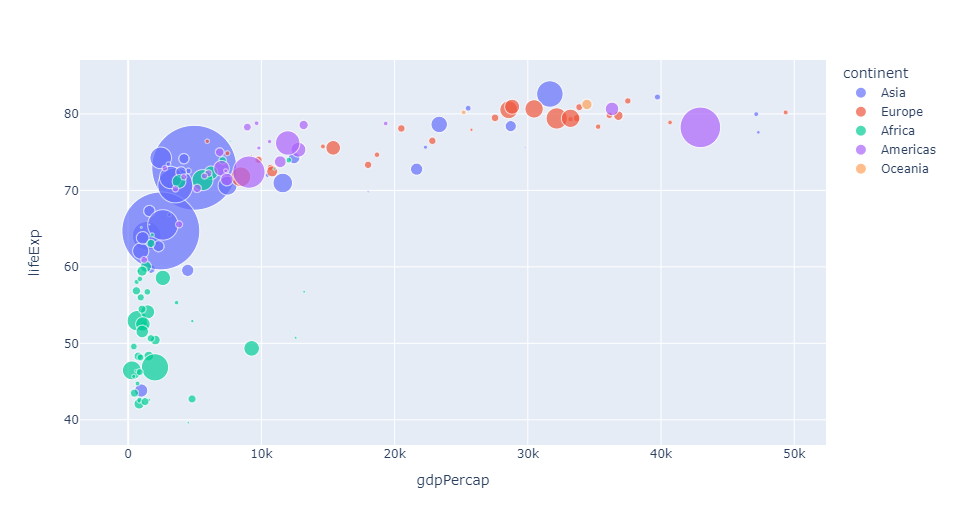 continent
Asia
Europe
Africa
Americas
Oceania
lifeExp
80
70
60
50
40
0
10k
20k
30k
40k
50k
gdpPercap